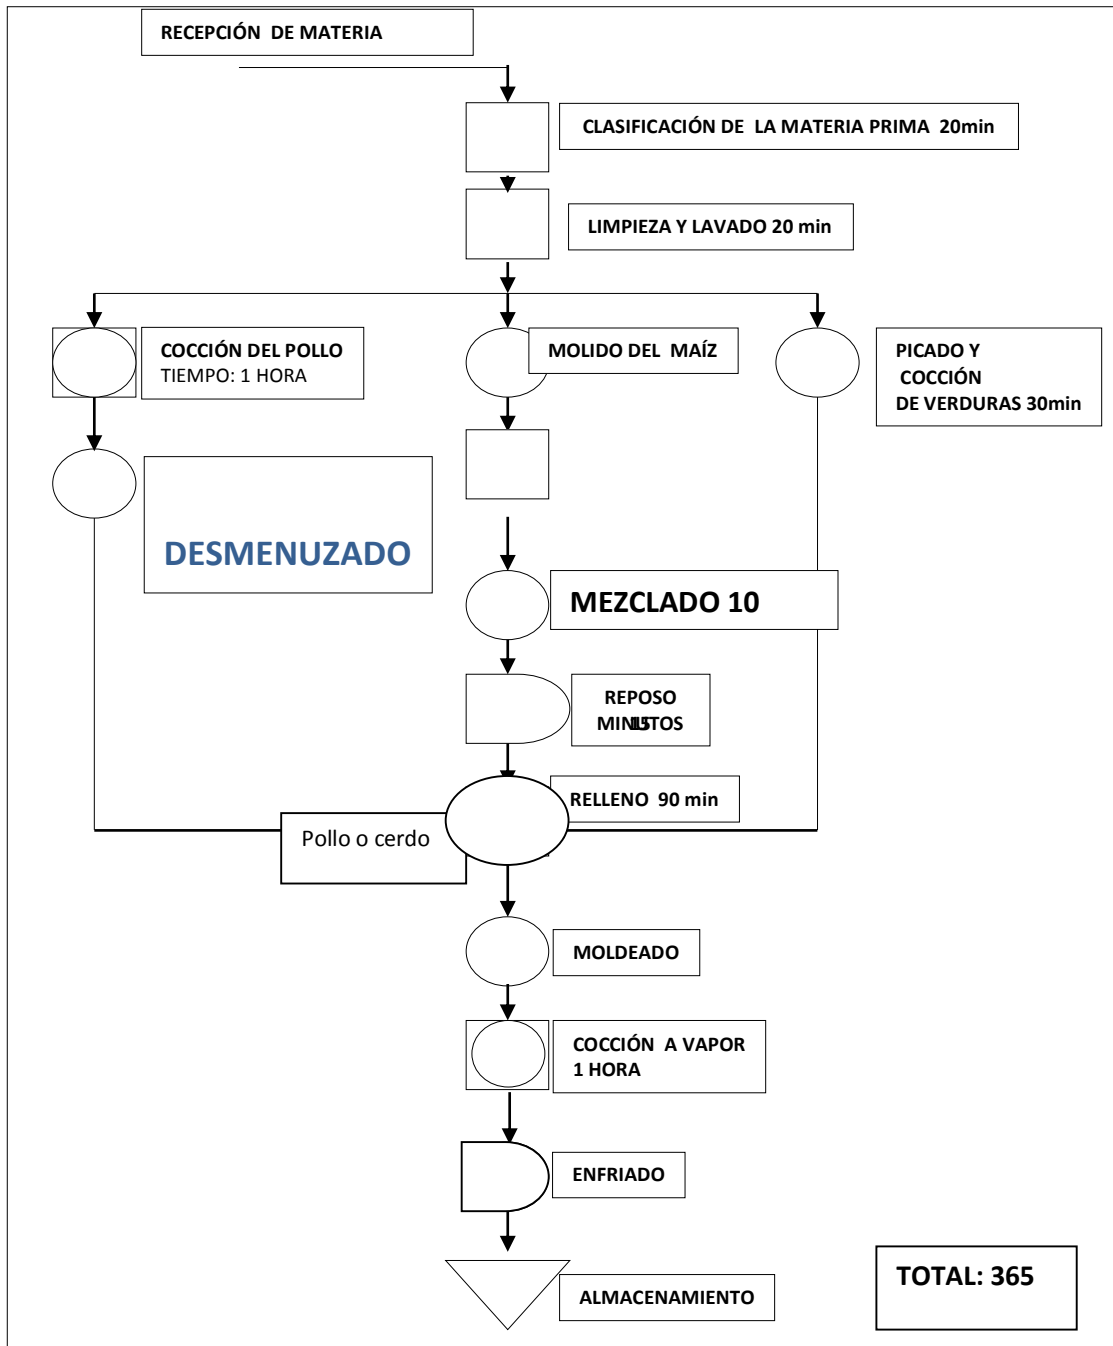 RECEPCIÓN DE MATERIA
CLASIFICACIÓN DE LA MATERIA PRIMA 20min
LIMPIEZA Y LAVADO 20 min
COCCIÓN DEL POLLO
TIEMPO: 1 HORA
MOLIDO DEL MAÍZ
PICADO Y
COCCIÓN
DE VERDURAS 30min
DESMENUZADO
MEZCLADO 10
REPOSO
15
MINUTOS
RELLENO 90 min
Pollo o cerdo
MOLDEADO
COCCIÓN A VAPOR
1 HORA
ENFRIADO
ALMACENAMIENTO
TOTAL: 365